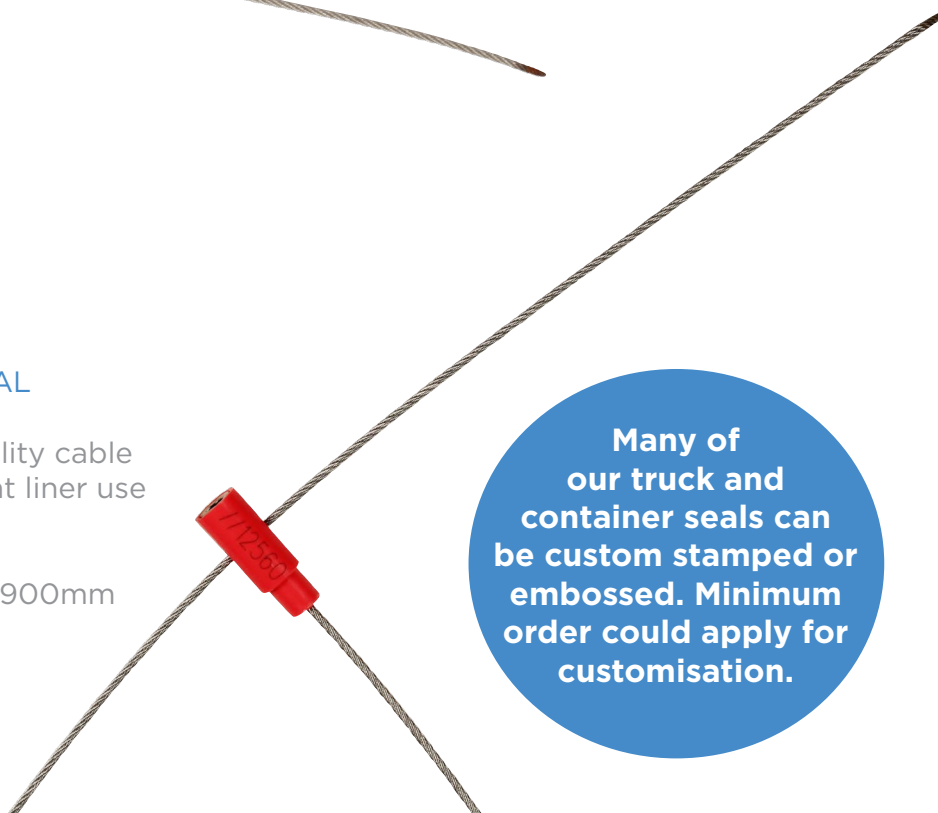 AL
lity cable
t liner use
900mm
7712560
Many of
our truck and
container seals can
be custom stamped or
embossed. Minimum
order could apply for
customisation.